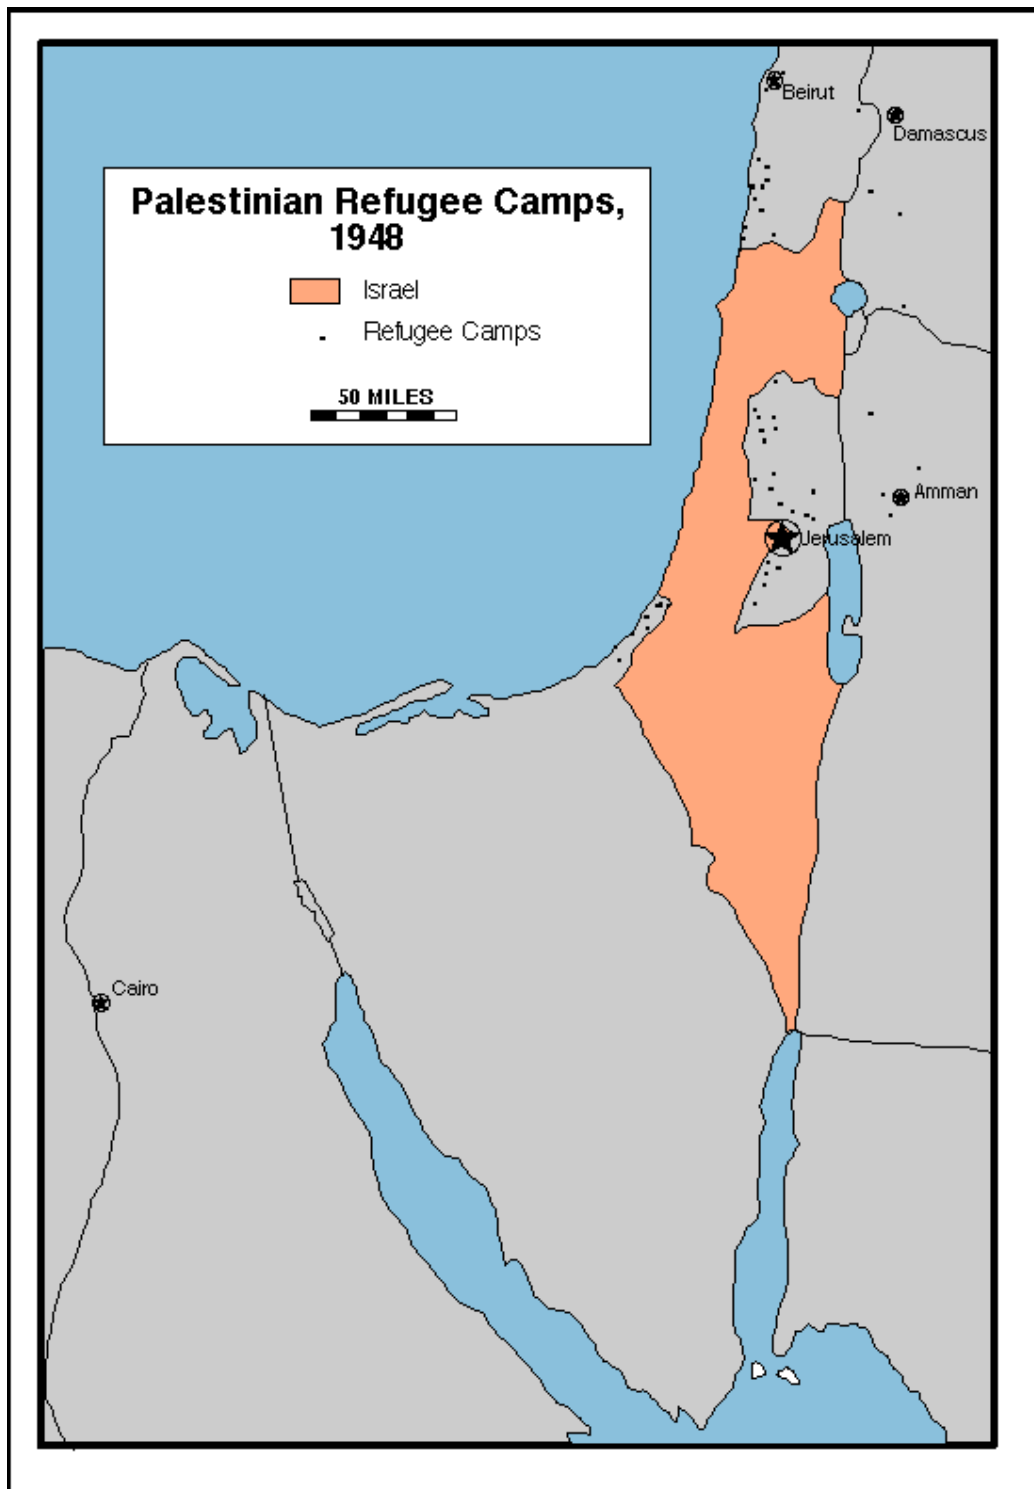 Beirut
Damascus
Palestinian Refugee Camps,
1948
Israel
Refugee Camps
50 MILES
Amman
Jerusalem
Cairo